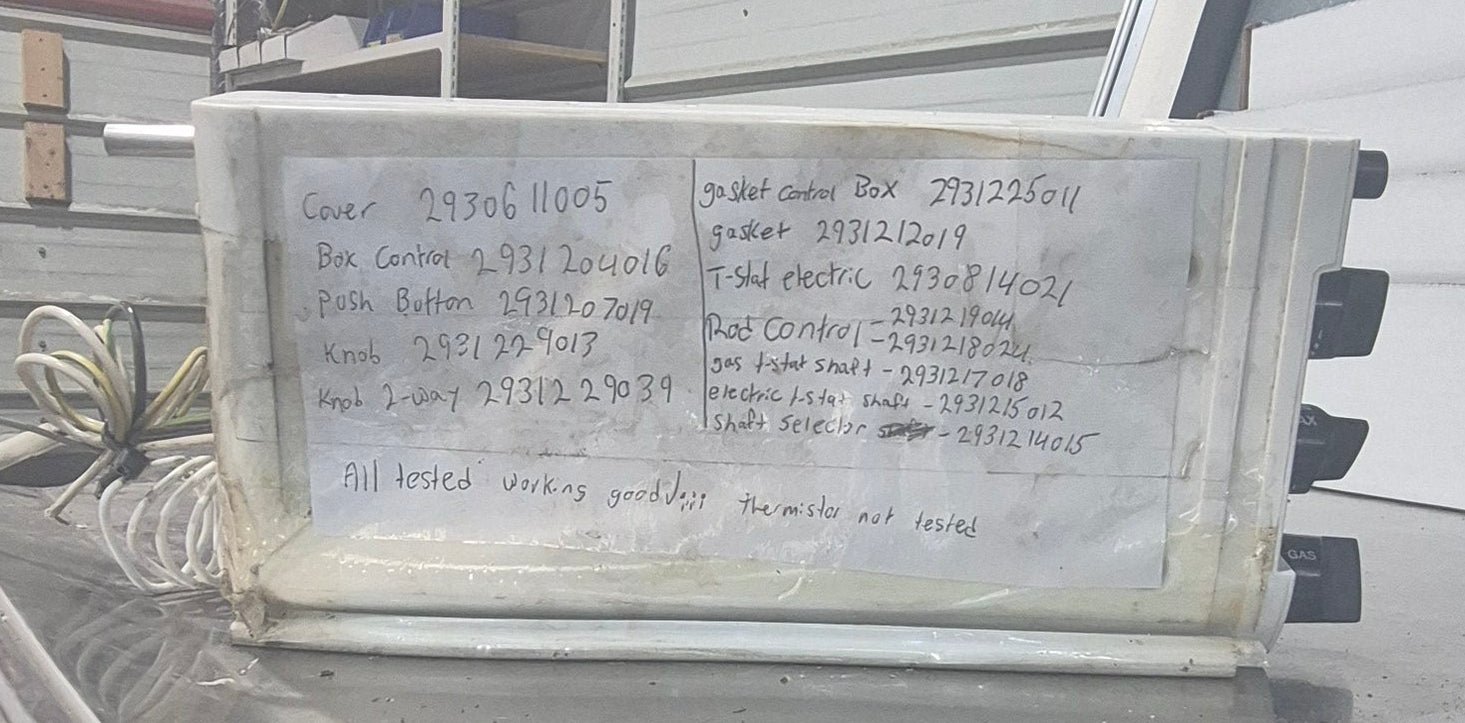 Cover 2930611005
Box Control 2931204016
Push Button 2931207019
Knob 2931229013
Knob 2-way 2931229039
gasket control Box 2931225011
gasket 2931212019
T-stat electric 2930814021
Rod Control - 2931219014
- 2931218024
gas t-stat shaft - 2931217018
electric t-stat shaft - 2931215012
shaft selector - 2931214015
All tested working good thermistor not tested
AX
GAS